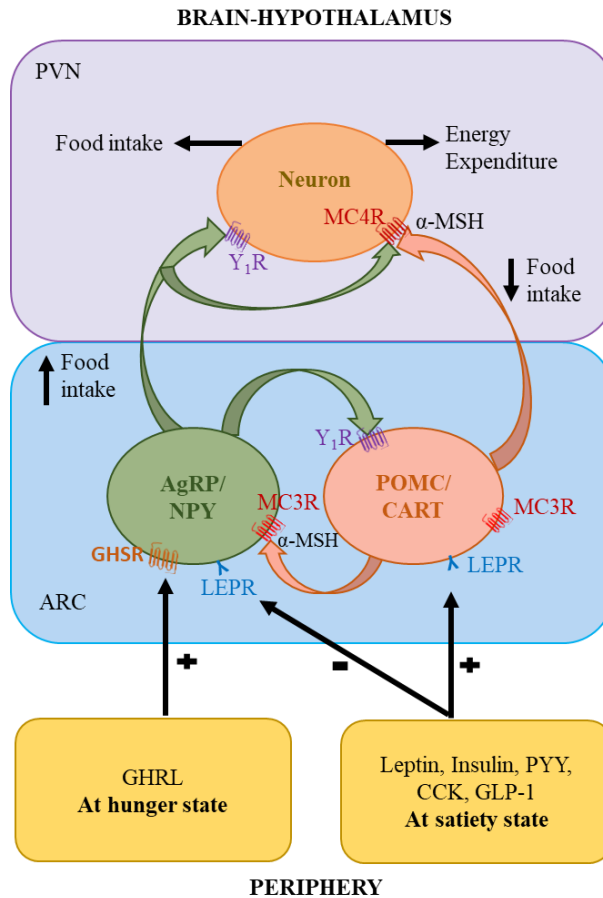 BRAIN-HYPOTHALAMUS
PVN
Food intake
Energy
Expenditure
Neuron
MC4R
α-MSH
Y₁R
Food
intake
Food
intake
Y₁R
AgRP/
NPY
POMC/
CART
MC3R
MC3R
α-MSH
GHSR
LEPR
LEPR
ARC
+
-
+
GHRL
At hunger state
Leptin, Insulin, PYY,
CCK, GLP-1
At satiety state
PERIPHERY